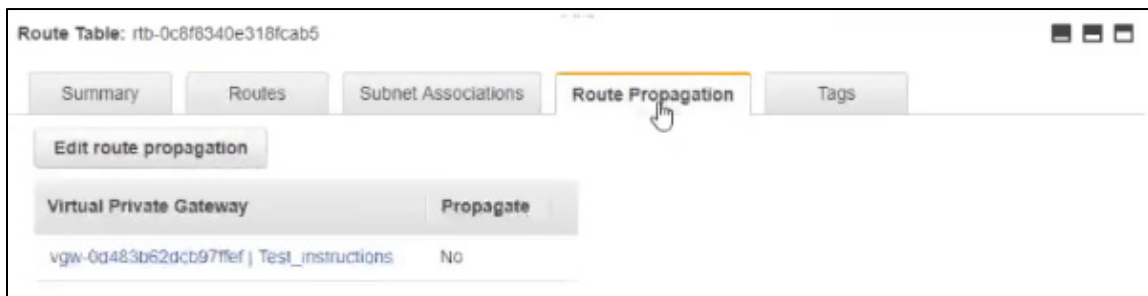 Route Table: rtb-0c8f8340e318fcab5
Summary Routes Subnet Associations Route Propagation Tags
Edit route propagation
Virtual Private Gateway Propagate
vgw-0d483b62dcb97ffef | Test_instructions No